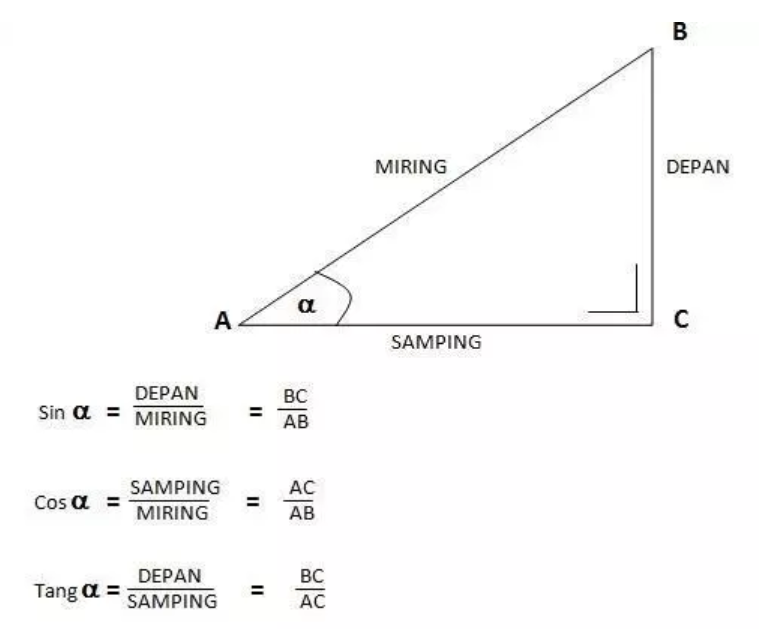 B
MIRING
DEPAN
α
A
C
SAMPING
Sin α = DEPAN/MIRING = BC/AB
Cos α = SAMPING/MIRING = AC/AB
Tang α = DEPAN/SAMPING = BC/AC